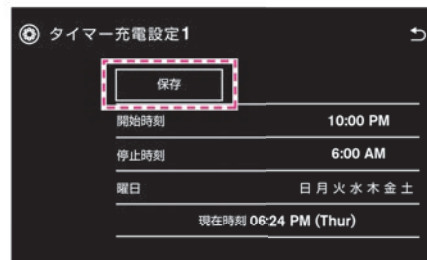 タイマー充電設定1
保存
開始時刻 10:00 PM
停止時刻 6:00 AM
曜日 日月火水木金土
現在時刻 06:24 PM (Thur)